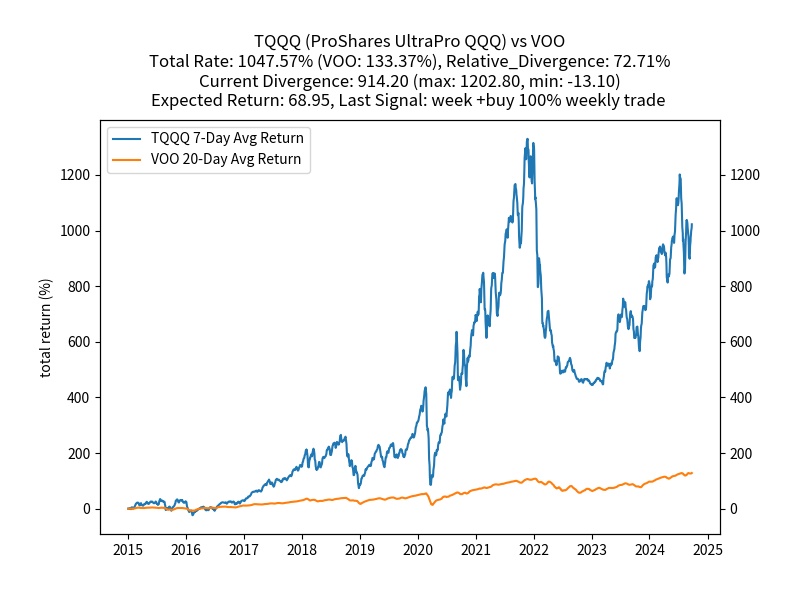 TQQQ (ProShares UltraPro QQQ) vs VOO
Total Rate: 1047.57% (VOO: 133.37%), Relative_Divergence: 72.71%
Current Divergence: 914.20 (max: 1202.80, min: -13.10)
Expected Return: 68.95, Last Signal: week +buy 100% weekly trade
TQQQ 7-Day Avg Return
VOO 20-Day Avg Return
total return (%)
1200 1200
1000 1000
800 800
600 600
400 400
200 200
0 0
2015 2016 2017 2018 2019 2020 2021 2022 2023 2024 2025